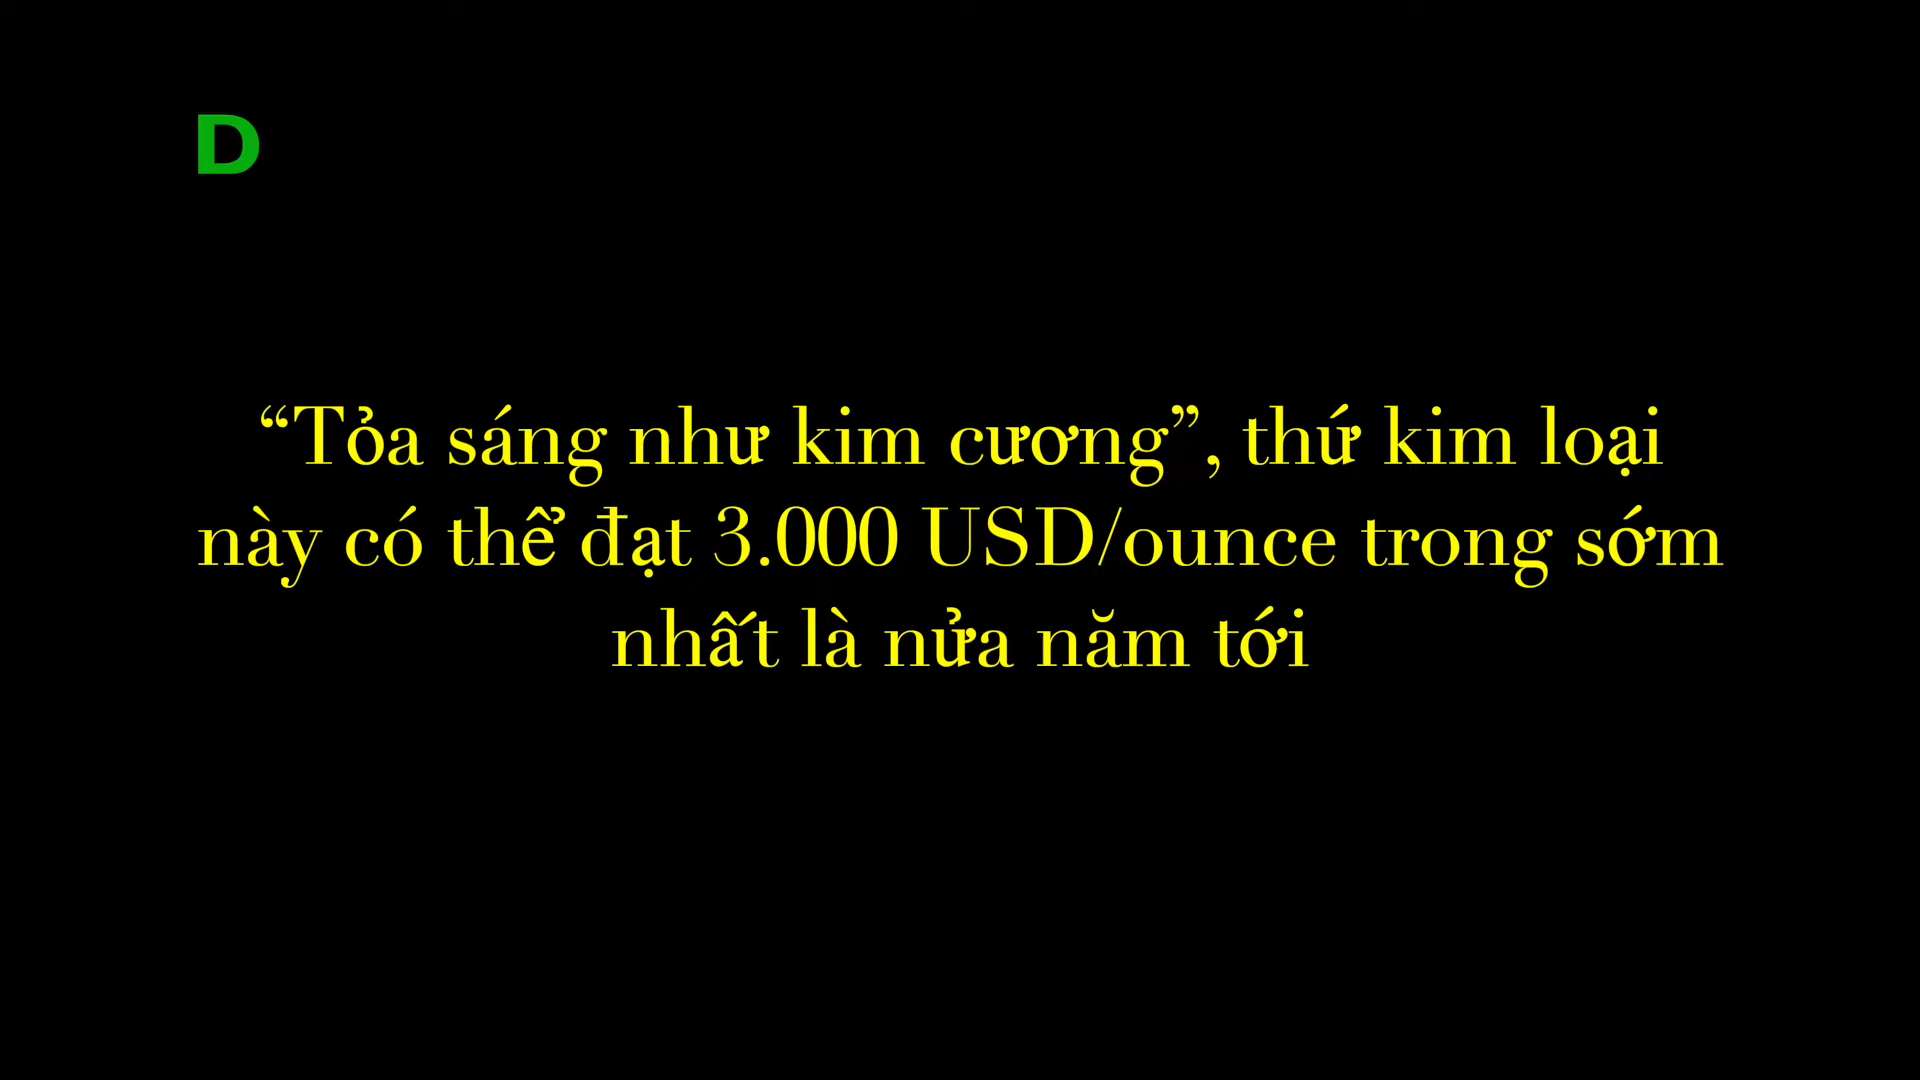 D
“Tỏa sáng như kim cương”, thứ kim loại
này có thể đạt 3.000 USD/ounce trong sớm
nhất là nửa năm tới